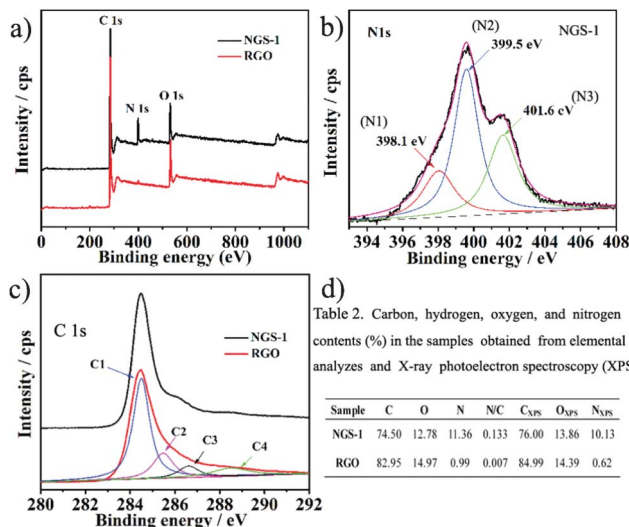 a)
C 1s
NGS-1
RGO
N 1s
O 1s
Intensity / cps
0 200 400 600 800 1000
Binding energy (eV)
b)
N1s
NGS-1
(N2)
399.5 eV
(N3)
401.6 eV
(N1)
398.1 eV
Intensity / cps
394 396 398 400 402 404 406 408
Binding energy / eV
c)
C 1s
NGS-1
RGO
C1
C2
C3
C4
Intensity / cps
280 282 284 286 288 290 292
Binding energy / eV
d)
Table 2. Carbon, hydrogen, oxygen, and nitrogen
contents (%) in the samples obtained from elemental
analyzes and X-ray photoelectron spectroscopy (XPS
Sample C O N N/C CXPS OXPS NXPS
NGS-1 74.50 12.78 11.36 0.133 76.00 13.86 10.13
RGO 82.95 14.97 0.99 0.007 84.99 14.39 0.62